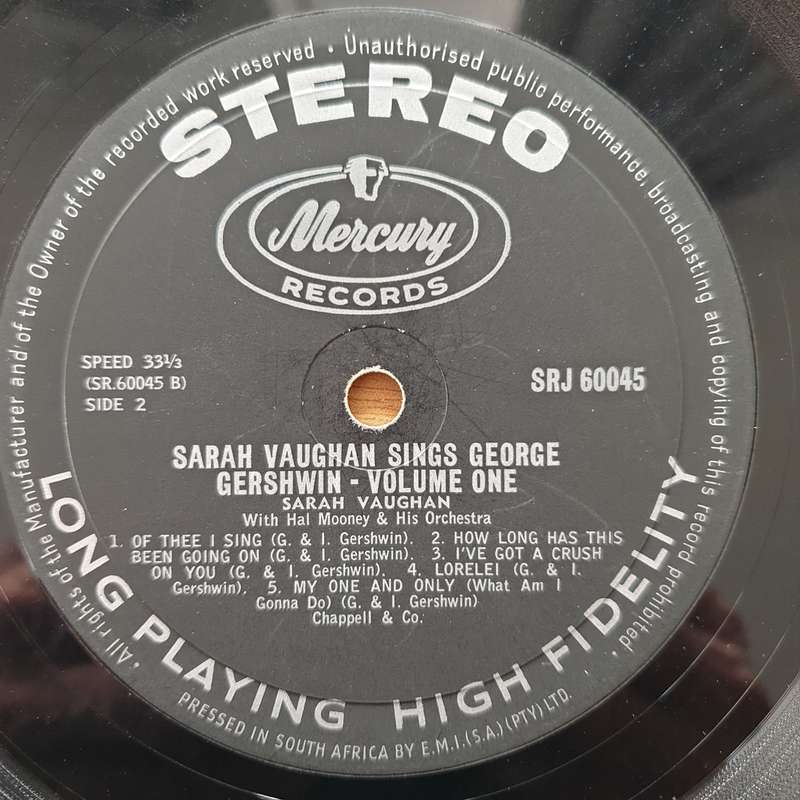 All rights of the Manufacturer and of the Owner of the recorded work reserved • Unauthorised public performance, broadcasting and copying of this record prohibited •
STEREO
Mercury
RECORDS
SPEED 33⅓
(SR.60045 B)
SIDE 2
SRJ 60045
SARAH VAUGHAN SINGS GEORGE
GERSHWIN - VOLUME ONE
SARAH VAUGHAN
With Hal Mooney & His Orchestra
1. OF THEE I SING (G. & I. Gershwin). 2. HOW LONG HAS THIS
BEEN GOING ON (G. & I. Gershwin). 3. I'VE GOT A CRUSH
ON YOU (G. & I. Gershwin). 4. LORELEI (G. & I.
Gershwin). 5. MY ONE AND ONLY (What Am I
Gonna Do) (G. & I. Gershwin)
Chappell & Co.
LONG PLAYING HIGH FIDELITY
PRESSED IN SOUTH AFRICA BY E.M.I.(S.A.) (PTY) LTD.